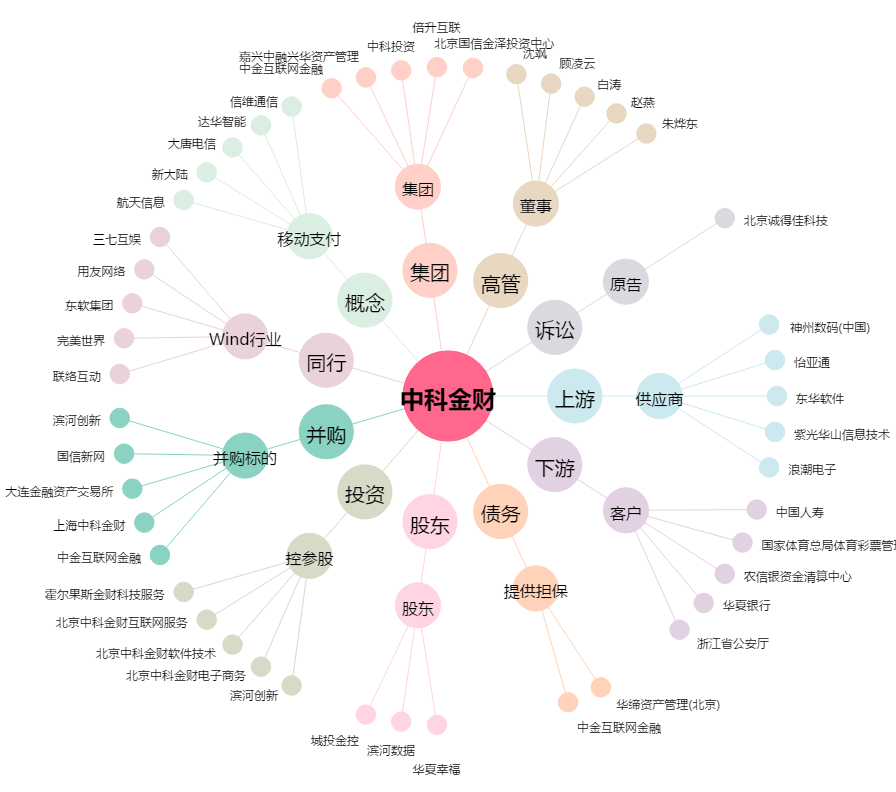 倍升互联
中科投资
北京国信金泽投资中心
嘉兴中融兴华资产管理
中金互联网金融
沈飒
顾凌云
白涛
赵燕
朱烨东
信维通信
达华智能
大唐电信
新大陆
航天信息
集团
董事
北京诚得佳科技
移动支付
三七互娱
用友网络
东软集团
完美世界
联络互动
集团
高管
原告
概念
诉讼
Wind行业
同行
神州数码(中国)
怡亚通
东华软件
紫光华山信息技术
浪潮电子
中科金财
上游
供应商
滨河创新
国信新网
大连金融资产交易所
上海中科金财
中金互联网金融
并购标的
并购
下游
投资
股东
债务
客户
中国人寿
国家体育总局体育彩票管
农信银资金清算中心
华夏银行
浙江省公安厅
控参股
霍尔果斯金财科技服务
北京中科金财互联网服务
北京中科金财软件技术
北京中科金财电子商务
滨河创新
股东
提供担保
城投金控
滨河数据
华夏幸福
华缔资产管理(北京)
中金互联网金融